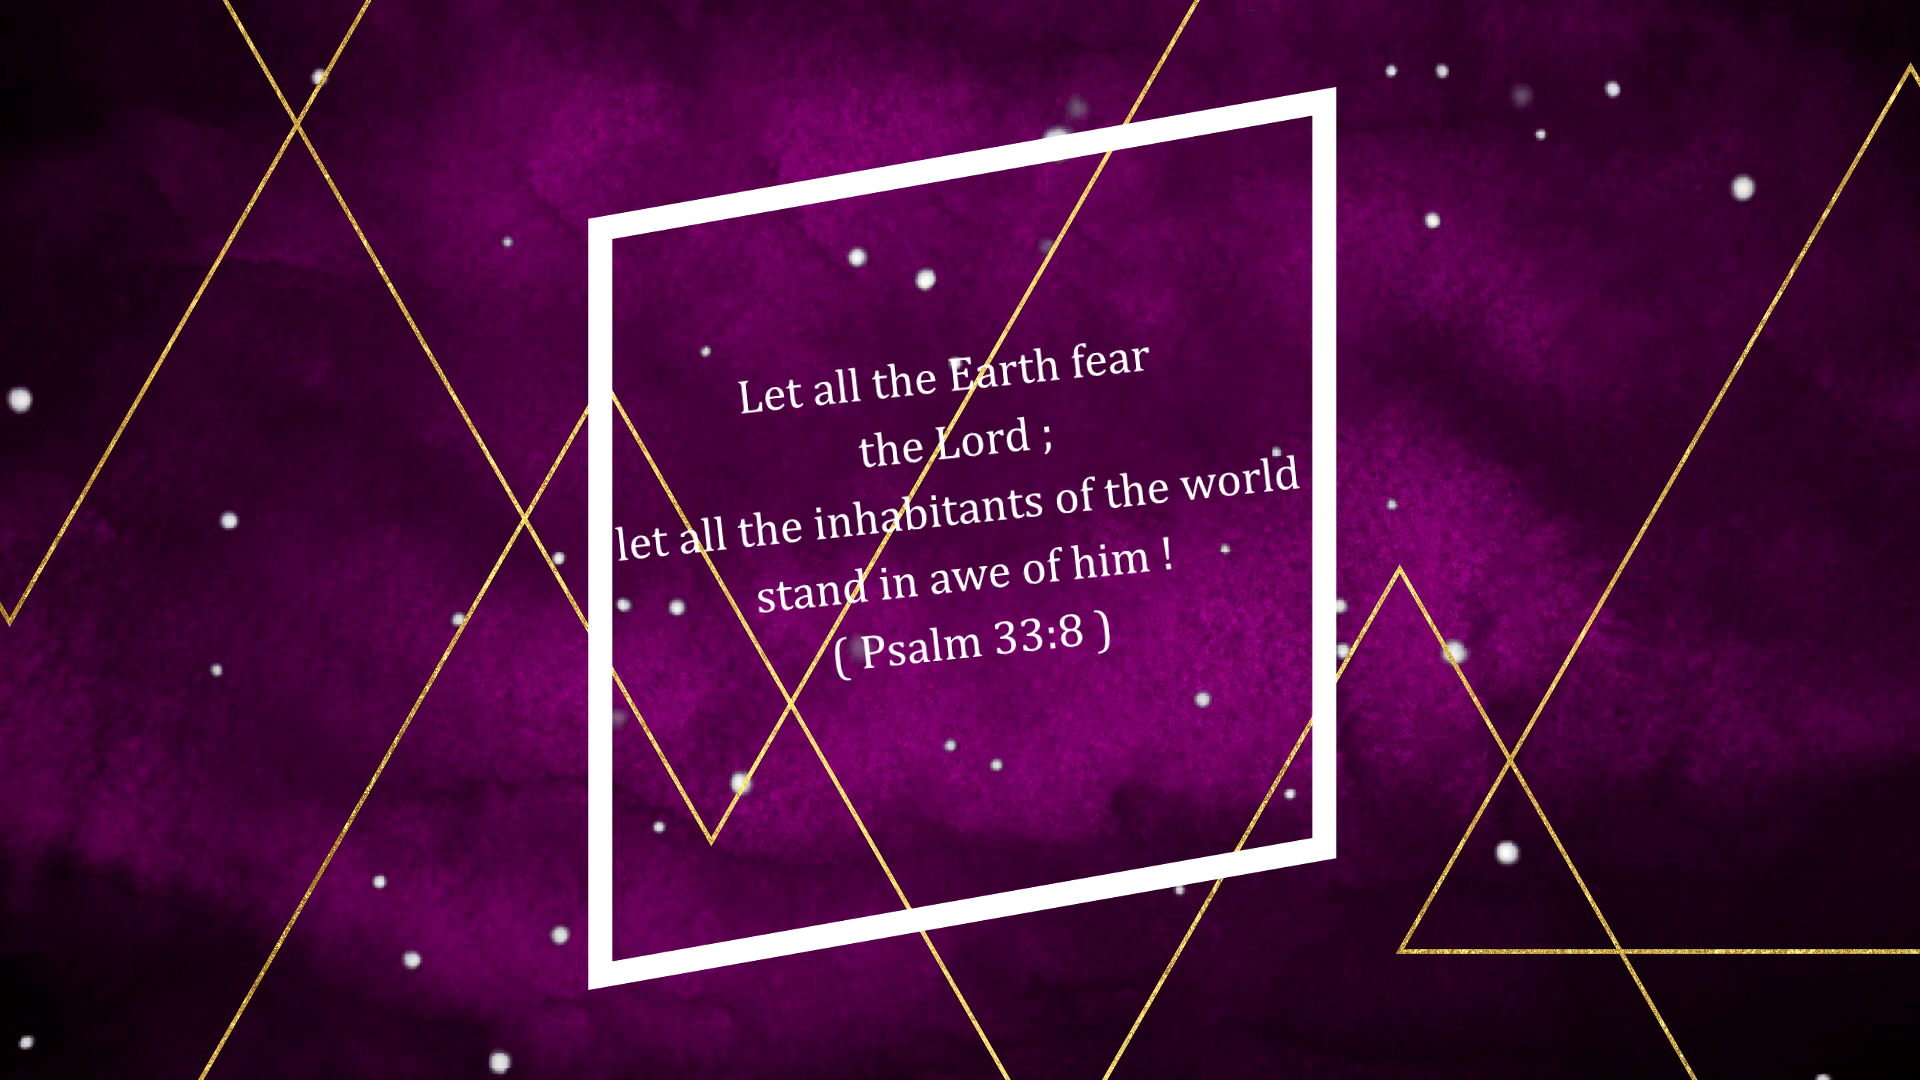 Let all the Earth fear
the Lord ;
let all the inhabitants of the world
stand in awe of him !
( Psalm 33:8 )